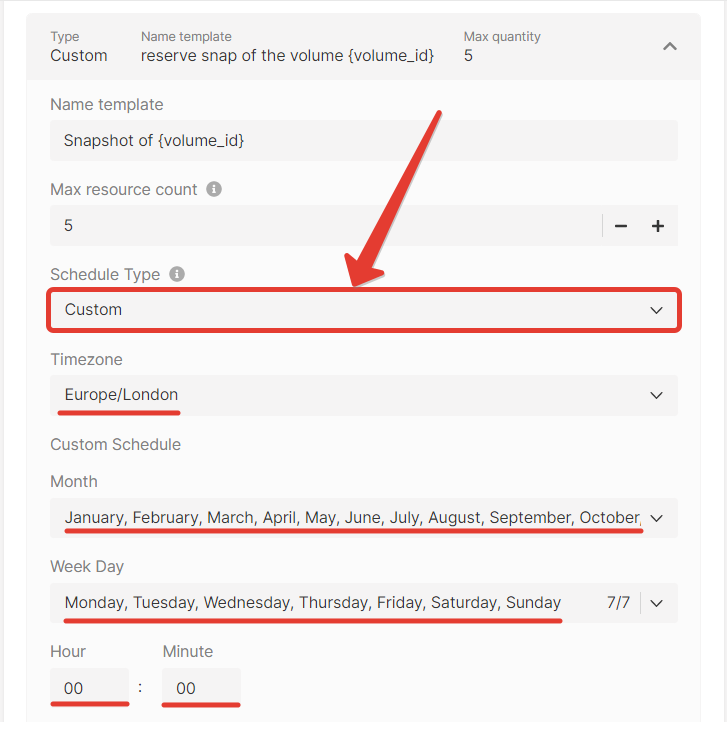 Type Name template Max quantity
Custom reserve snap of the volume {volume_id} 5
Name template
Snapshot of {volume_id}
Max resource count
5
Schedule Type
Custom
Timezone
Europe/London
Custom Schedule
Month
January, February, March, April, May, June, July, August, September, October,
Week Day
Monday, Tuesday, Wednesday, Thursday, Friday, Saturday, Sunday 7/7
Hour Minute
00 : 00